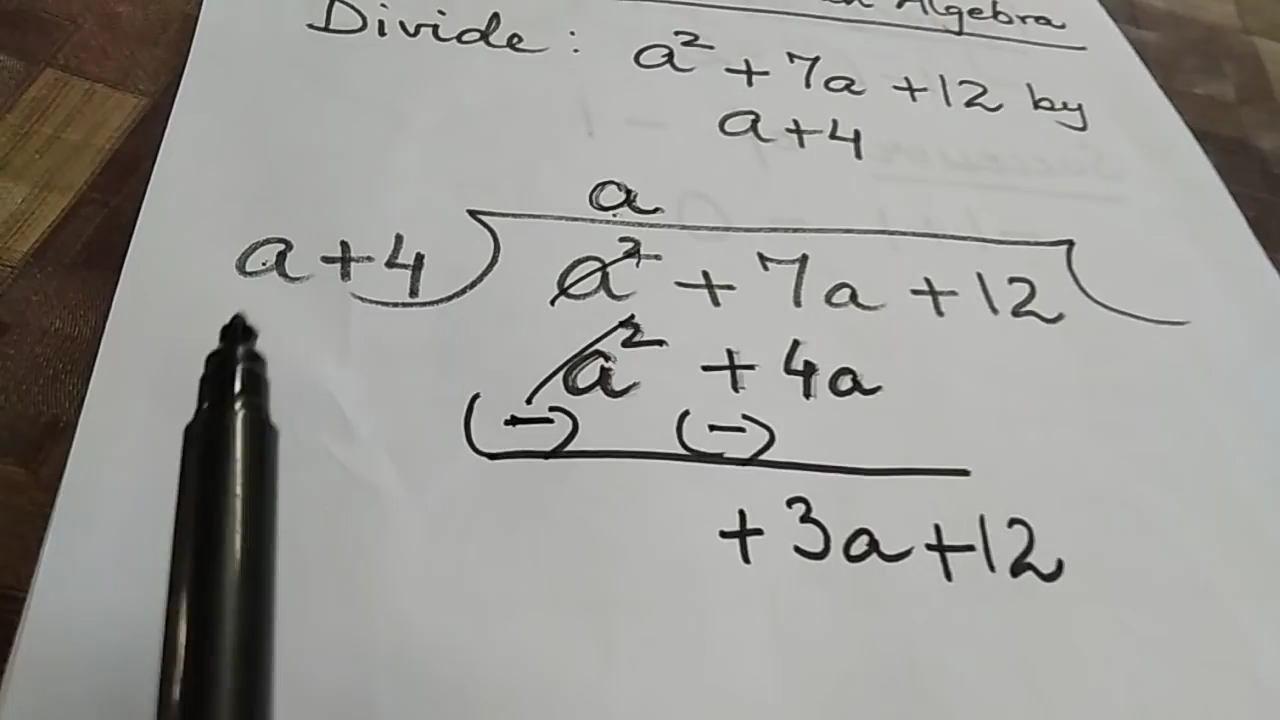 Algebra
Divide: a² + 7a + 12 by
a + 4
a
a + 4 ) a² + 7a + 12 (
a² + 4a
(-) (-)
+ 3a + 12